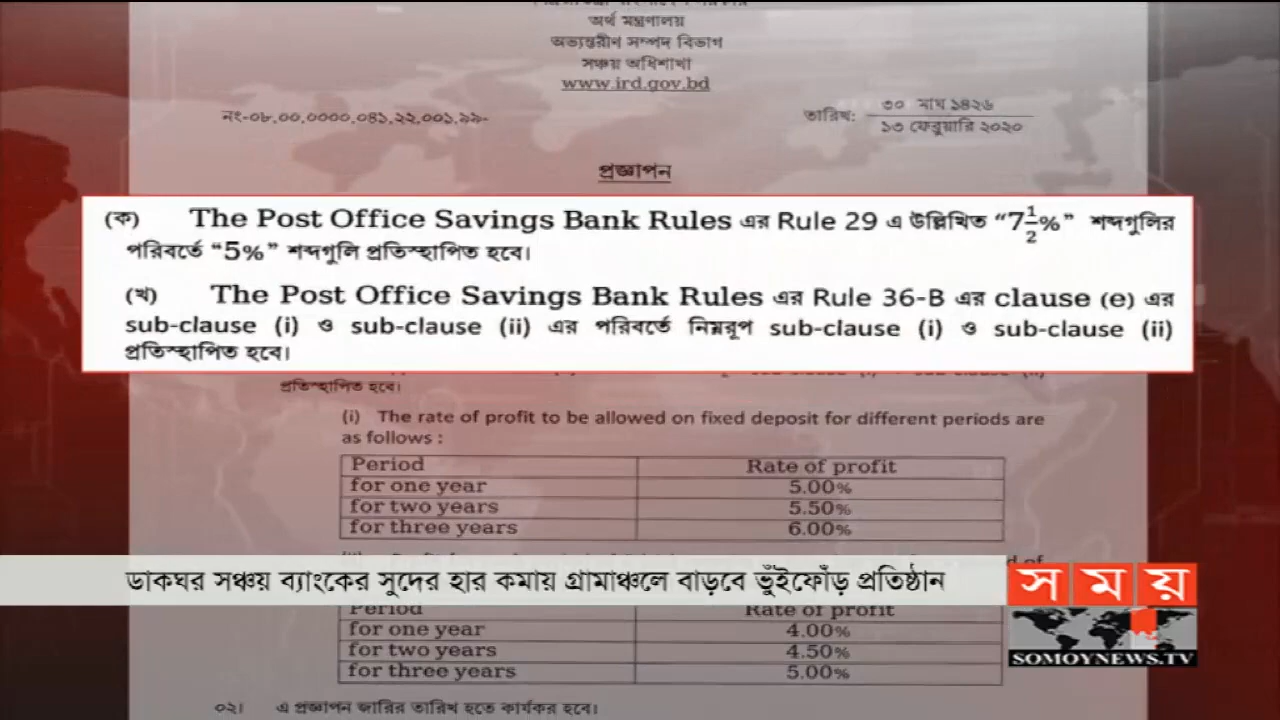 অর্থ মন্ত্রণালয়
অভ্যন্তরীণ সম্পদ বিভাগ
সঞ্চয় অধিশাখা
www.ird.gov.bd
নং-০৮.০০.০০০০.০৪১.২২.০০১.৯৯-
তারিখ: ৩০ মাঘ ১৪২৬
১৩ ফেব্রুয়ারি ২০২০
প্রজ্ঞাপন
(ক) The Post Office Savings Bank Rules এর Rule 29 এ উল্লিখিত “7½%” শব্দগুলির
পরিবর্তে “5%” শব্দগুলি প্রতিস্হাপিত হবে।
(খ) The Post Office Savings Bank Rules এর Rule 36-B এর clause (e) এর
sub-clause (i) ও sub-clause (ii) এর পরিবর্তে নিম্নরূপ sub-clause (i) ও sub-clause (ii)
প্রতিস্হাপিত হবে।
প্রতিস্হাপিত হবে।
(i) The rate of profit to be allowed on fixed deposit for different periods are
as follows :
Period Rate of profit
for one year 5.00%
for two years 5.50%
for three years 6.00%
ডাকঘর সঞ্চয় ব্যাংকের সুদের হার কমায় গ্রামাঞ্চলে বাড়বে ভুঁইফোঁড় প্রতিষ্ঠান
সময়
SOMOYNEWS.TV
Period Rate of profit
for one year 4.00%
for two years 4.50%
for three years 5.00%
০২। এ প্রজ্ঞাপন জারির তারিখ হতে কার্যকর হবে।